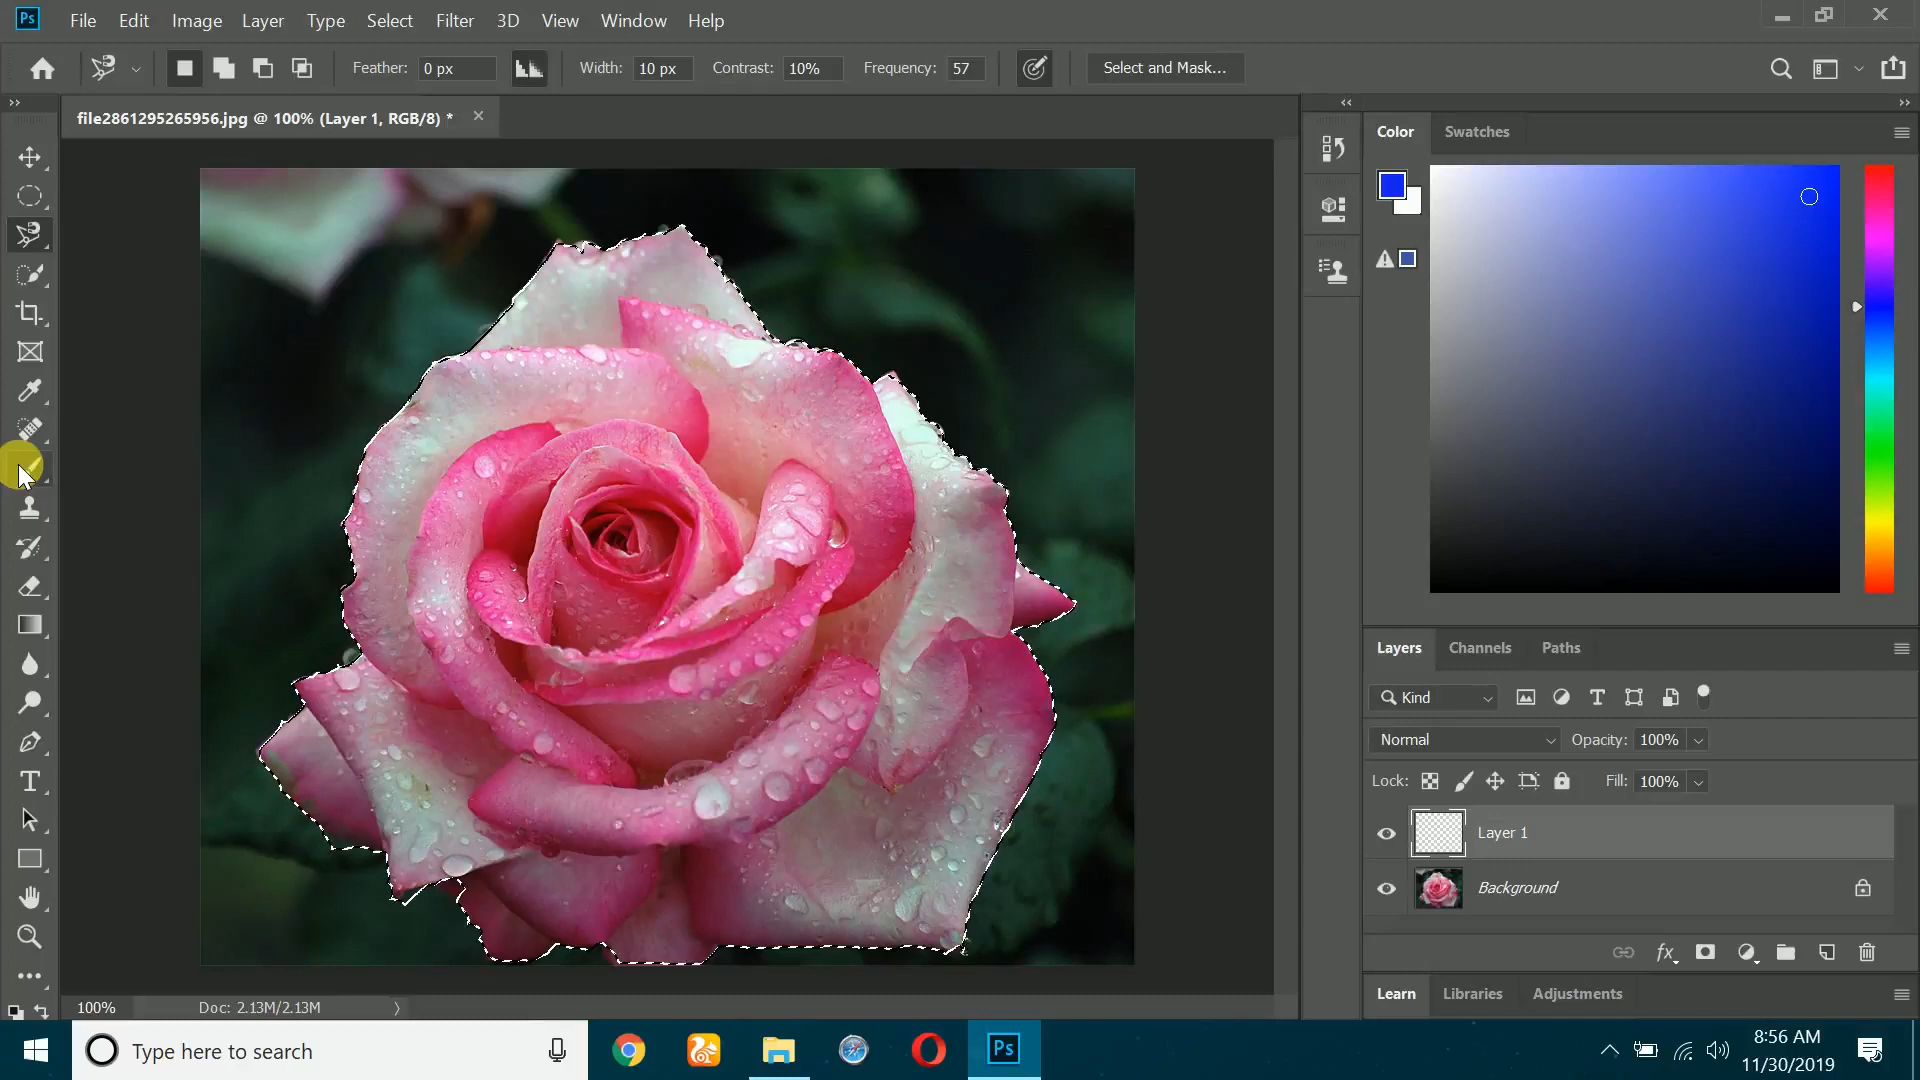 Ps File Edit Image Layer Type Select Filter 3D View Window Help
Feather: 0 px Width: 10 px Contrast: 10% Frequency: 57 Select and Mask...
file2861295265956.jpg @ 100% (Layer 1, RGB/8) *
Color Swatches
Layers Channels Paths
Kind
Normal Opacity: 100%
Lock: Fill: 100%
Layer 1
Background
Learn Libraries Adjustments
100% Doc: 2.13M/2.13M
Type here to search
Ps
8:56 AM
11/30/2019